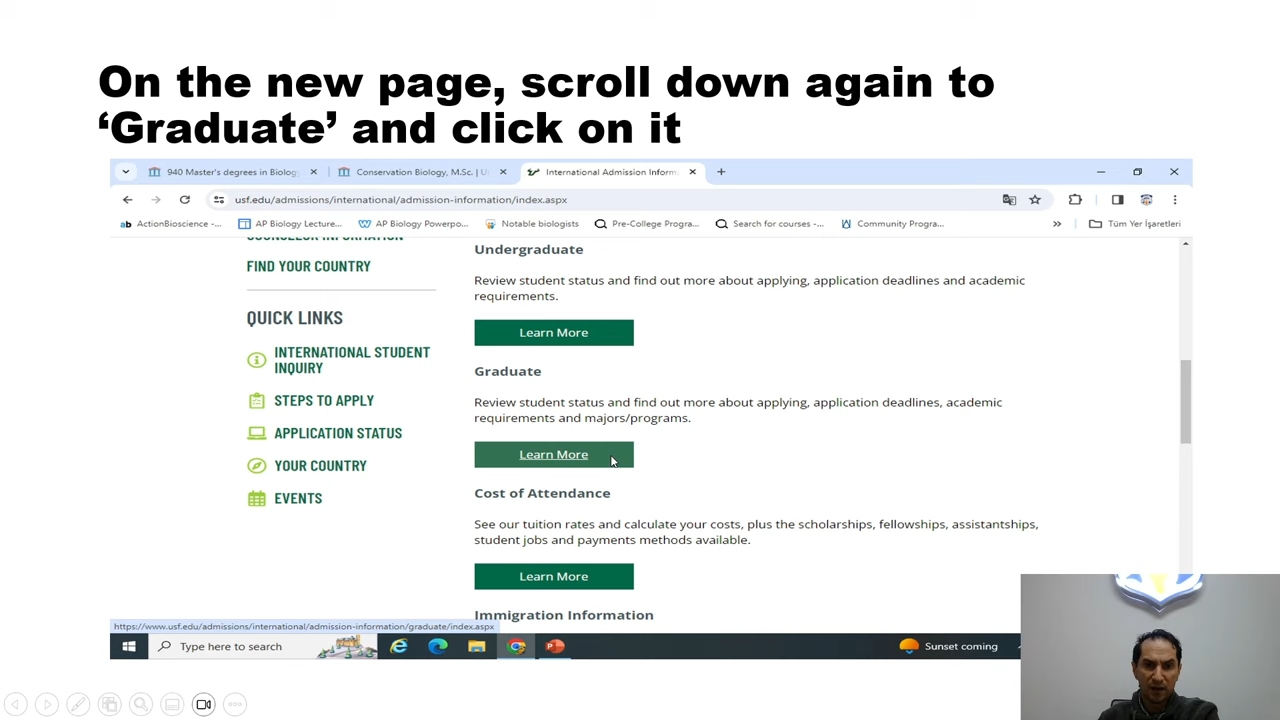 On the new page, scroll down again to
‘Graduate’ and click on it
940 Master's degrees in Biology
Conservation Biology, M.Sc. | U
International Admission Inform
usf.edu/admissions/international/admission-information/index.aspx
ActionBioscience -...
AP Biology Lecture...
AP Biology Powerpo...
Notable biologists
Pre-College Progra...
Search for courses -...
Community Progra...
»
Tüm Yer İşaretleri
COUNSELOR INFORMATION
FIND YOUR COUNTRY
QUICK LINKS
INTERNATIONAL STUDENT
INQUIRY
STEPS TO APPLY
APPLICATION STATUS
YOUR COUNTRY
EVENTS
Undergraduate
Review student status and find out more about applying, application deadlines and academic
requirements.
Learn More
Graduate
Review student status and find out more about applying, application deadlines, academic
requirements and majors/programs.
Learn More
Cost of Attendance
See our tuition rates and calculate your costs, plus the scholarships, fellowships, assistantships,
student jobs and payments methods available.
Learn More
Immigration Information
https://www.usf.edu/admissions/international/admission-information/graduate/index.aspx
Type here to search
Sunset coming